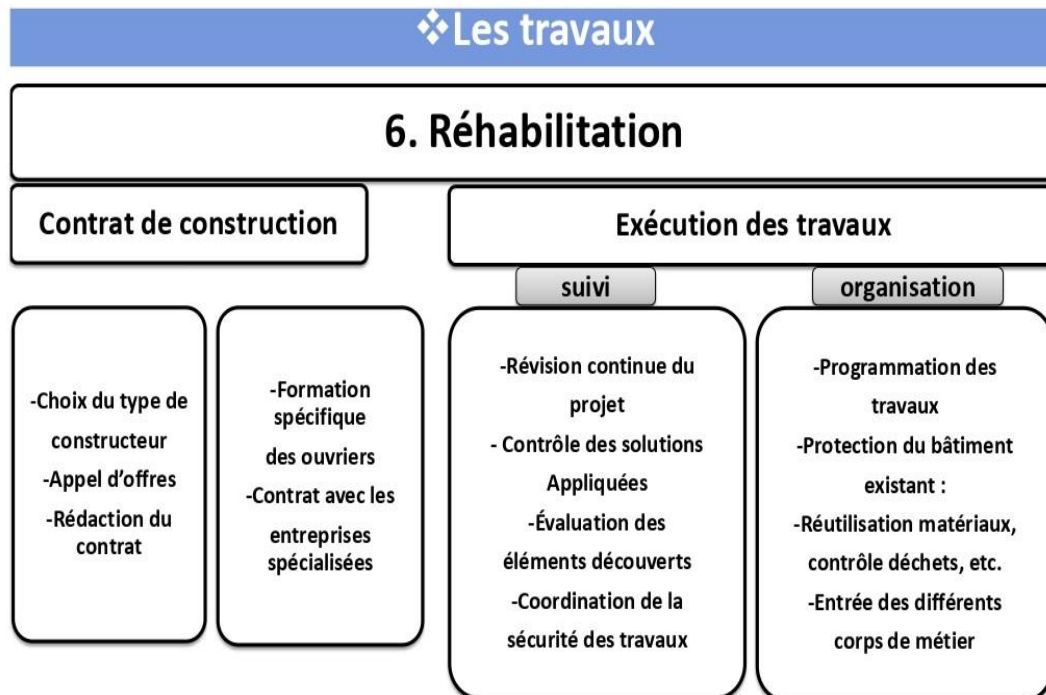 ❖Les travaux
6. Réhabilitation
Contrat de construction
Exécution des travaux
suivi
organisation
-Choix du type de
constructeur
-Appel d’offres
-Rédaction du
contrat
-Formation
spécifique
des ouvriers
-Contrat avec les
entreprises
spécialisées
-Révision continue du
projet
- Contrôle des solutions
Appliquées
-Évaluation des
éléments découverts
-Coordination de la
sécurité des travaux
-Programmation des
travaux
-Protection du bâtiment
existant :
-Réutilisation matériaux,
contrôle déchets, etc.
-Entrée des différents
corps de métier